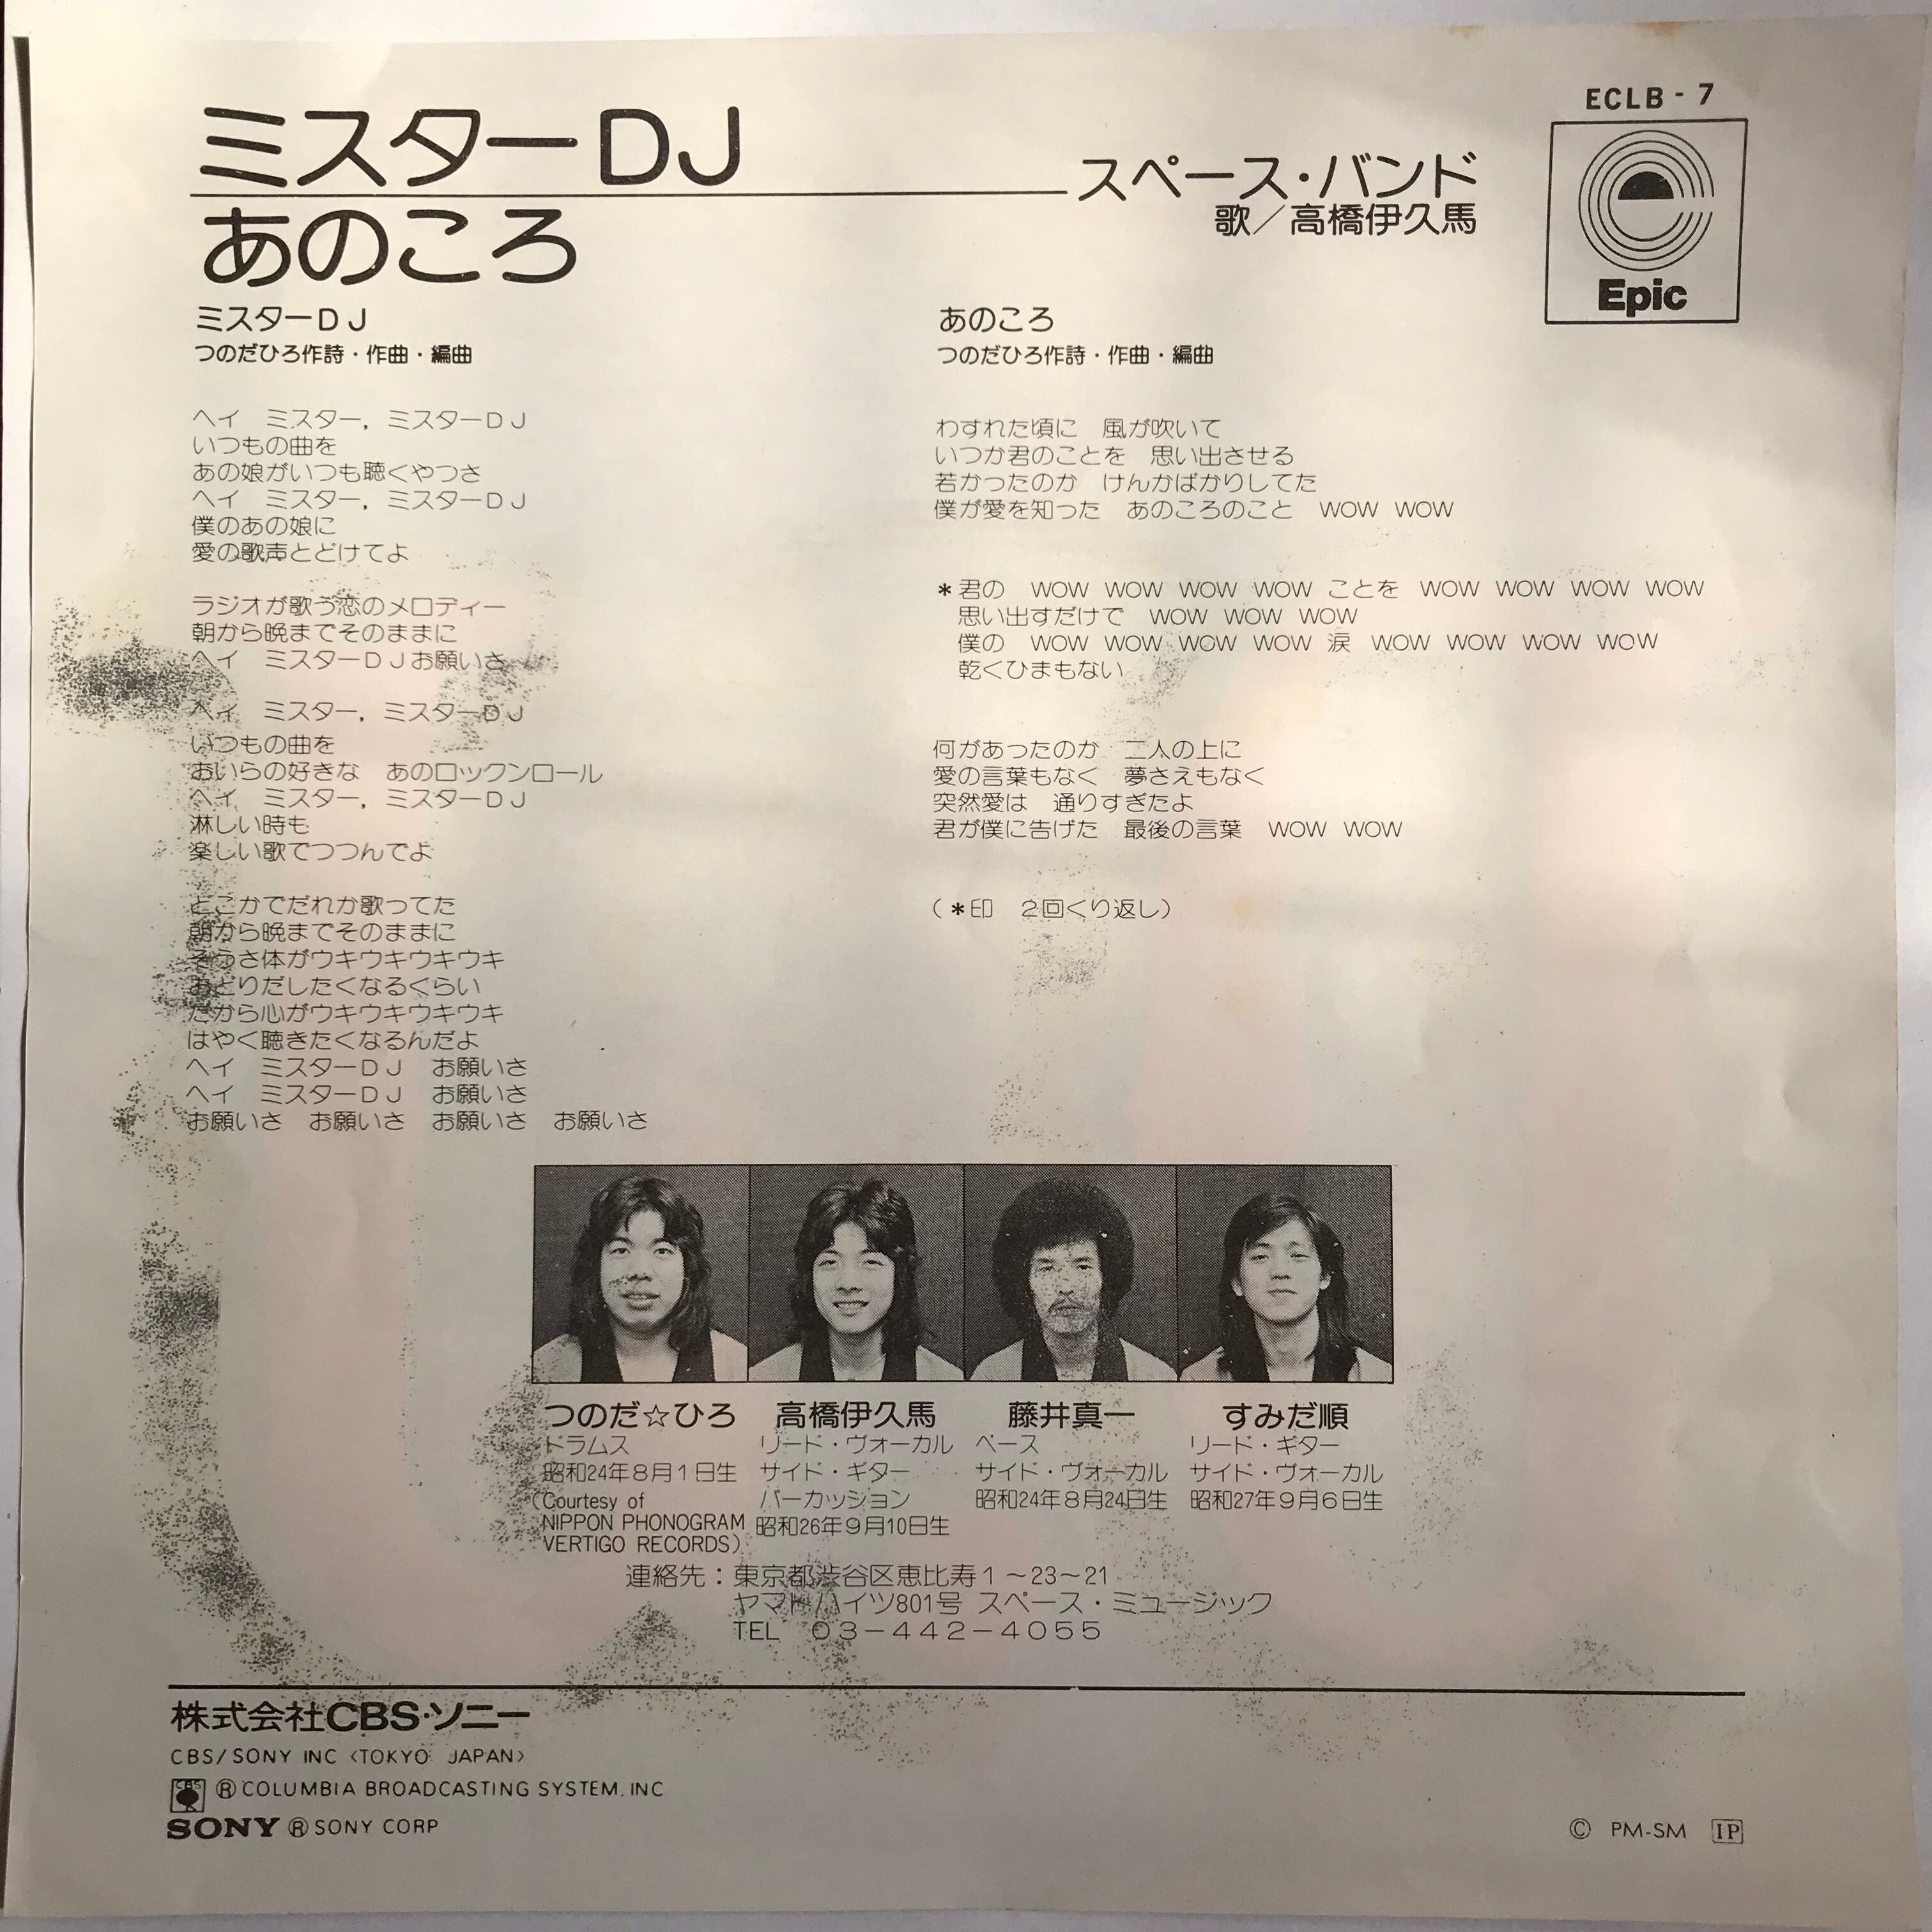 ECLB - 7
ミスターDJ
あのころ
スペース・バンド
歌／高橋伊久馬
Epic
ミスターＤＪ
つのだひろ作詩・作曲・編曲
ヘイ　ミスター，ミスターＤＪ
いつもの曲を
あの娘がいつも聴くやつさ
ヘイ　ミスター，ミスターＤＪ
僕のあの娘に
愛の歌声とどけてよ
ラジオが歌う恋のメロディー
朝から晩までそのままに
ヘイ　ミスターＤＪお願いさ
ヘイ　ミスター，ミスターＤＪ
いつもの曲を
おいらの好きな　あのロックンロール
ヘイ　ミスター，ミスターＤＪ
淋しい時も
楽しい歌でつつんでよ
どこかでだれか歌ってた
朝から晩までそのままに
そうさ体がウキウキウキウキ
おどりだしたくなるくらい
だから心がウキウキウキウキ
はやく聴きたくなるんだよ
ヘイ　ミスターＤＪ　お願いさ
ヘイ　ミスターＤＪ　お願いさ
お願いさ　お願いさ　お願いさ　お願いさ
あのころ
つのだひろ作詩・作曲・編曲
わすれた頃に　風が吹いて
いつか君のことを　思い出させる
若かったのか　けんかばかりしてた
僕が愛を知った　あのころのこと　WOW WOW
＊君の　WOW WOW WOW WOW ことを　WOW WOW WOW WOW
思い出すだけで　WOW WOW WOW
僕の　WOW WOW WOW WOW 涙　WOW WOW WOW WOW
乾くひまもない
何があったのか　二人の上に
愛の言葉もなく　夢さえもなく
突然愛は　通りすぎたよ
君が僕に告げた　最後の言葉　WOW WOW
（＊印　２回くり返し）
つのだ☆ひろ
ドラムス
昭和24年８月１日生
(Courtesy of
NIPPON PHONOGRAM
VERTIGO RECORDS)
高橋伊久馬
リード・ヴォーカル
サイド・ギター
パーカッション
昭和26年９月10日生
藤井真一
ベース
サイド・ヴォーカル
昭和24年８月24日生
すみだ順
リード・ギター
サイド・ヴォーカル
昭和27年９月６日生
連絡先：東京都渋谷区恵比寿１〜23〜21
ヤマトハイツ801号 スペース・ミュージック
TEL　０３−４４２−４０５５
株式会社CBS・ソニー
CBS/SONY INC <TOKYO JAPAN>
CBS ®COLUMBIA BROADCASTING SYSTEM, INC
SONY ®SONY CORP
© PM-SM IP